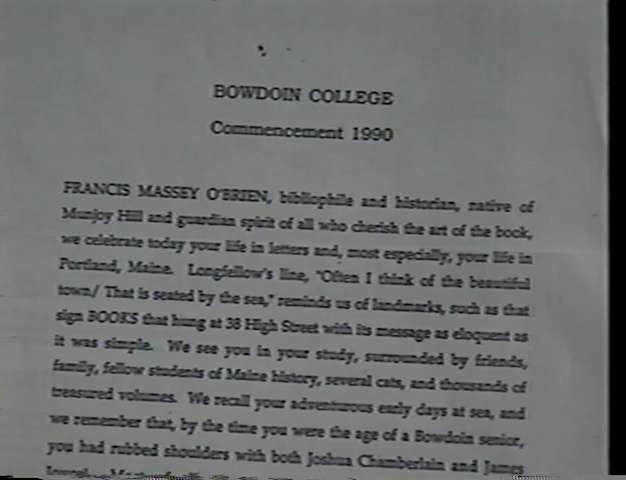 BOWDOIN COLLEGE
Commencement 1990
FRANCIS MASSEY O'BRIEN, bibliophile and historian, native of
Munjoy Hill and guardian spirit of all who cherish the art of the book,
we celebrate today your life in letters and, most especially, your life in
Portland, Maine. Longfellow's line, "Often I think of the beautiful
town/ That is seated by the sea," reminds us of landmarks, such as that
sign BOOKS that hung at 38 High Street with its message as eloquent as
it was simple. We see you in your study, surrounded by friends,
family, fellow students of Maine history, several cats, and thousands of
treasured volumes. We recall your adventurous early days at sea, and
we remember that, by the time you were the age of a Bowdoin senior,
you had rubbed shoulders with both Joshua Chamberlain and James